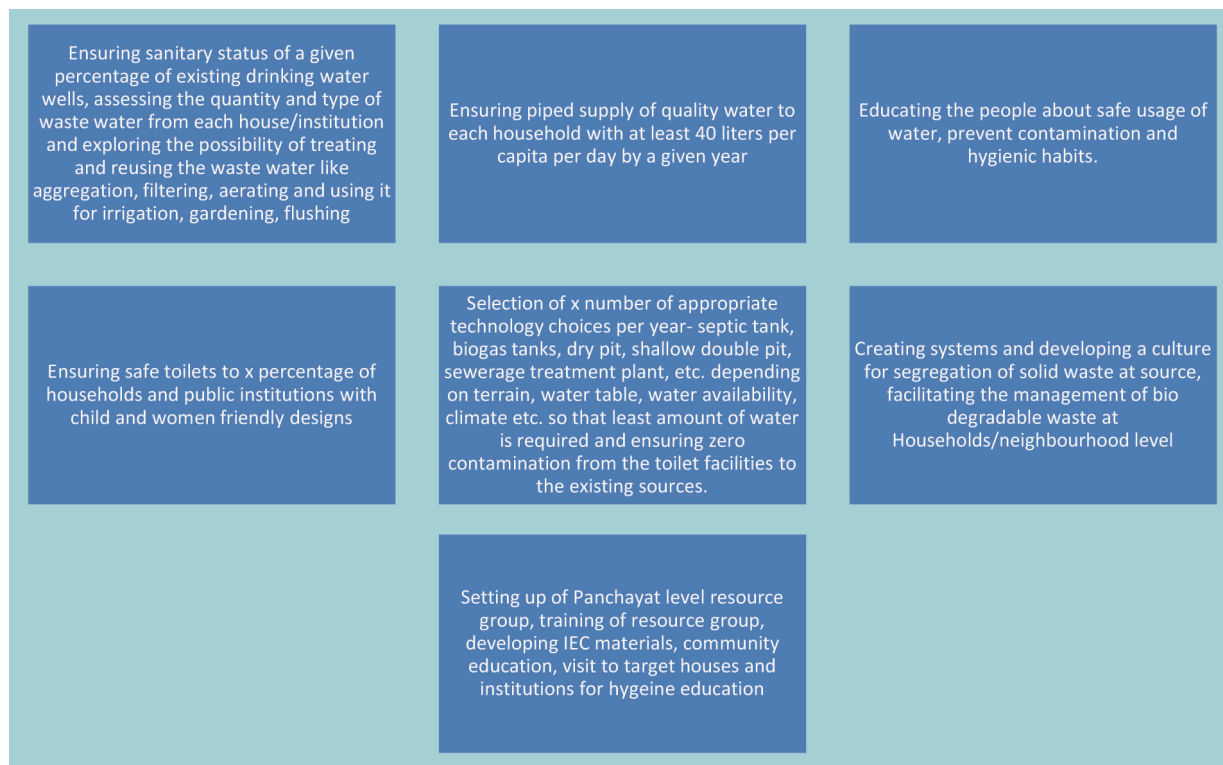 Ensuring sanitary status of a given
percentage of existing drinking water
wells, assessing the quantity and type of
waste water from each house/institution
and exploring the possibility of treating
and reusing the waste water like
aggregation, filtering, aerating and using it
for irrigation, gardening, flushing
Ensuring piped supply of quality water to
each household with at least 40 liters per
capita per day by a given year
Educating the people about safe usage of
water, prevent contamination and
hygienic habits.
Ensuring safe toilets to x percentage of
households and public institutions with
child and women friendly designs
Selection of x number of appropriate
technology choices per year- septic tank,
biogas tanks, dry pit, shallow double pit,
sewerage treatment plant, etc. depending
on terrain, water table, water availability,
climate etc. so that least amount of water
is required and ensuring zero
contamination from the toilet facilities to
the existing sources.
Creating systems and developing a culture
for segregation of solid waste at source,
facilitating the management of bio
degradable waste at
Households/neighbourhood level
Setting up of Panchayat level resource
group, training of resource group,
developing IEC materials, community
education, visit to target houses and
institutions for hygeine education